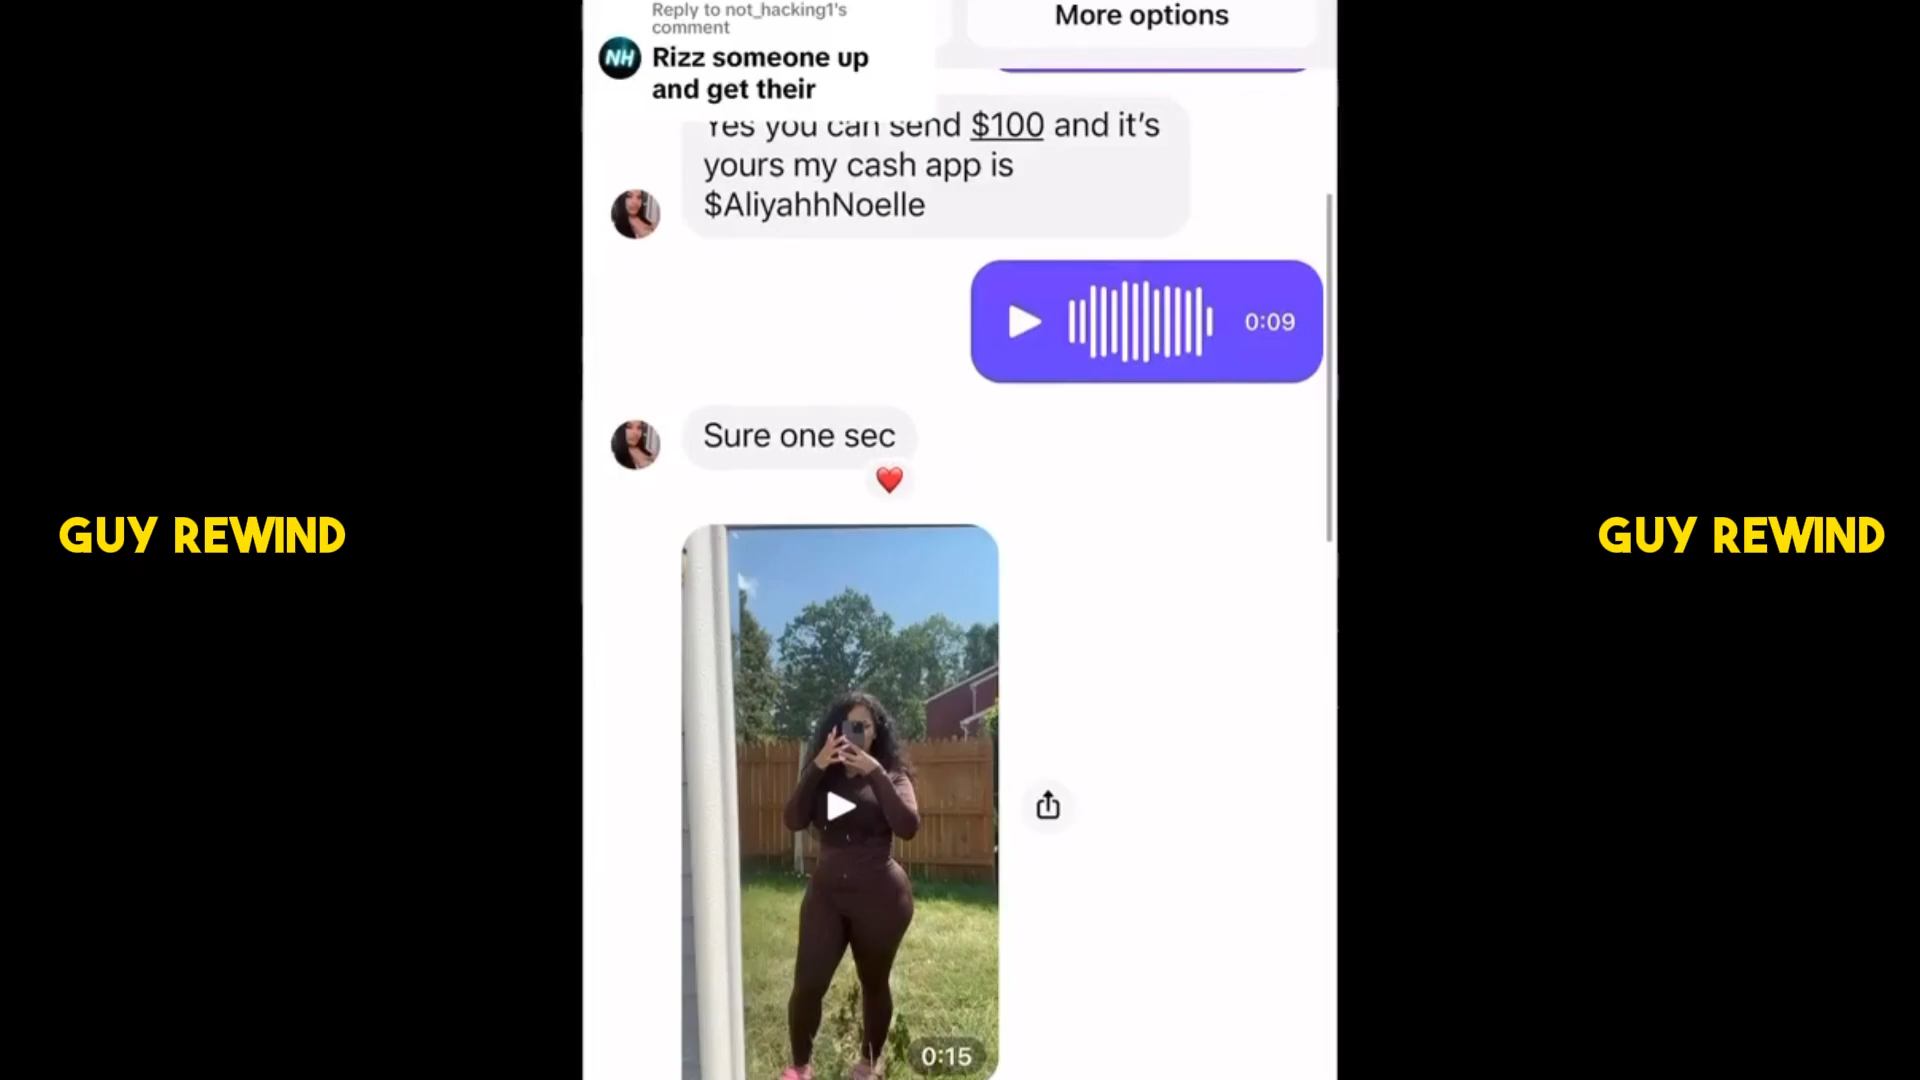 Reply to not_hacking1's
comment
NH
Rizz someone up
and get their
More options
Yes you can send $100 and it's
yours my cash app is
$AliyahhNoelle
0:09
Sure one sec
GUY REWIND
GUY REWIND
0:15